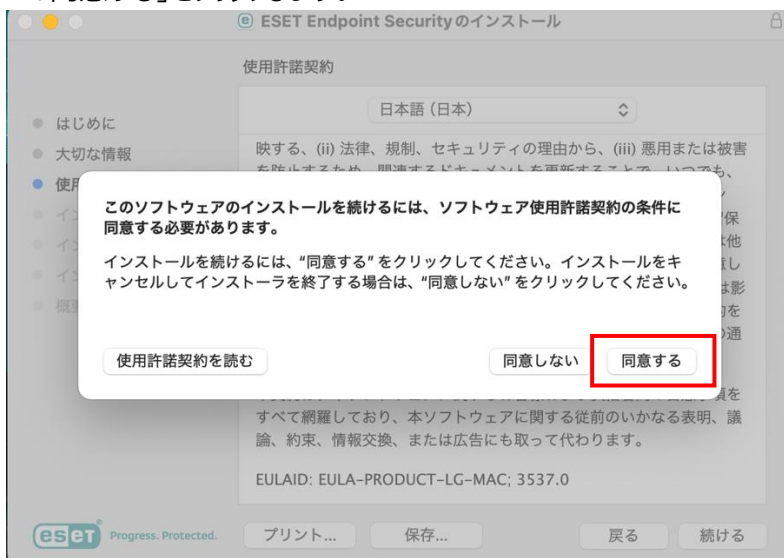 ESET Endpoint Securityのインストール
使用許諾契約
日本語（日本）
はじめに
大切な情報
映する、(ii) 法律、規制、セキュリティの理由から、(iii) 悪用または被害
このソフトウェアのインストールを続けるには、ソフトウェア使用許諾契約の条件に
同意する必要があります。
インストールを続けるには、“同意する” をクリックしてください。インストールをキ
ャンセルしてインストーラを終了する場合は、“同意しない” をクリックしてください。
使用許諾契約を読む
同意しない
同意する
すべて網羅しており、本ソフトウェアに関する従前のいかなる表明、議
論、約束、情報交換、または広告にも取って代わります。
EULAID: EULA-PRODUCT-LG-MAC; 3537.0
eset
Progress. Protected.
プリント...
保存...
戻る
続ける